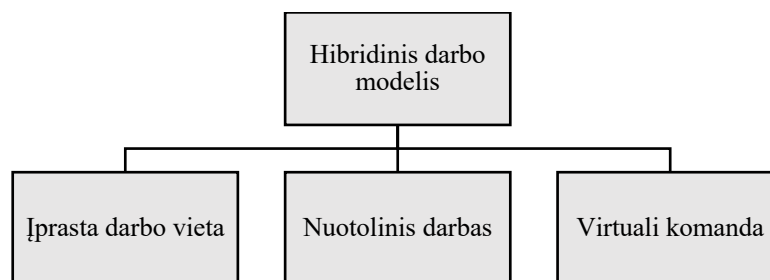 Hibridinis darbo
modelis
Įprasta darbo vieta
Nuotolinis darbas
Virtuali komanda